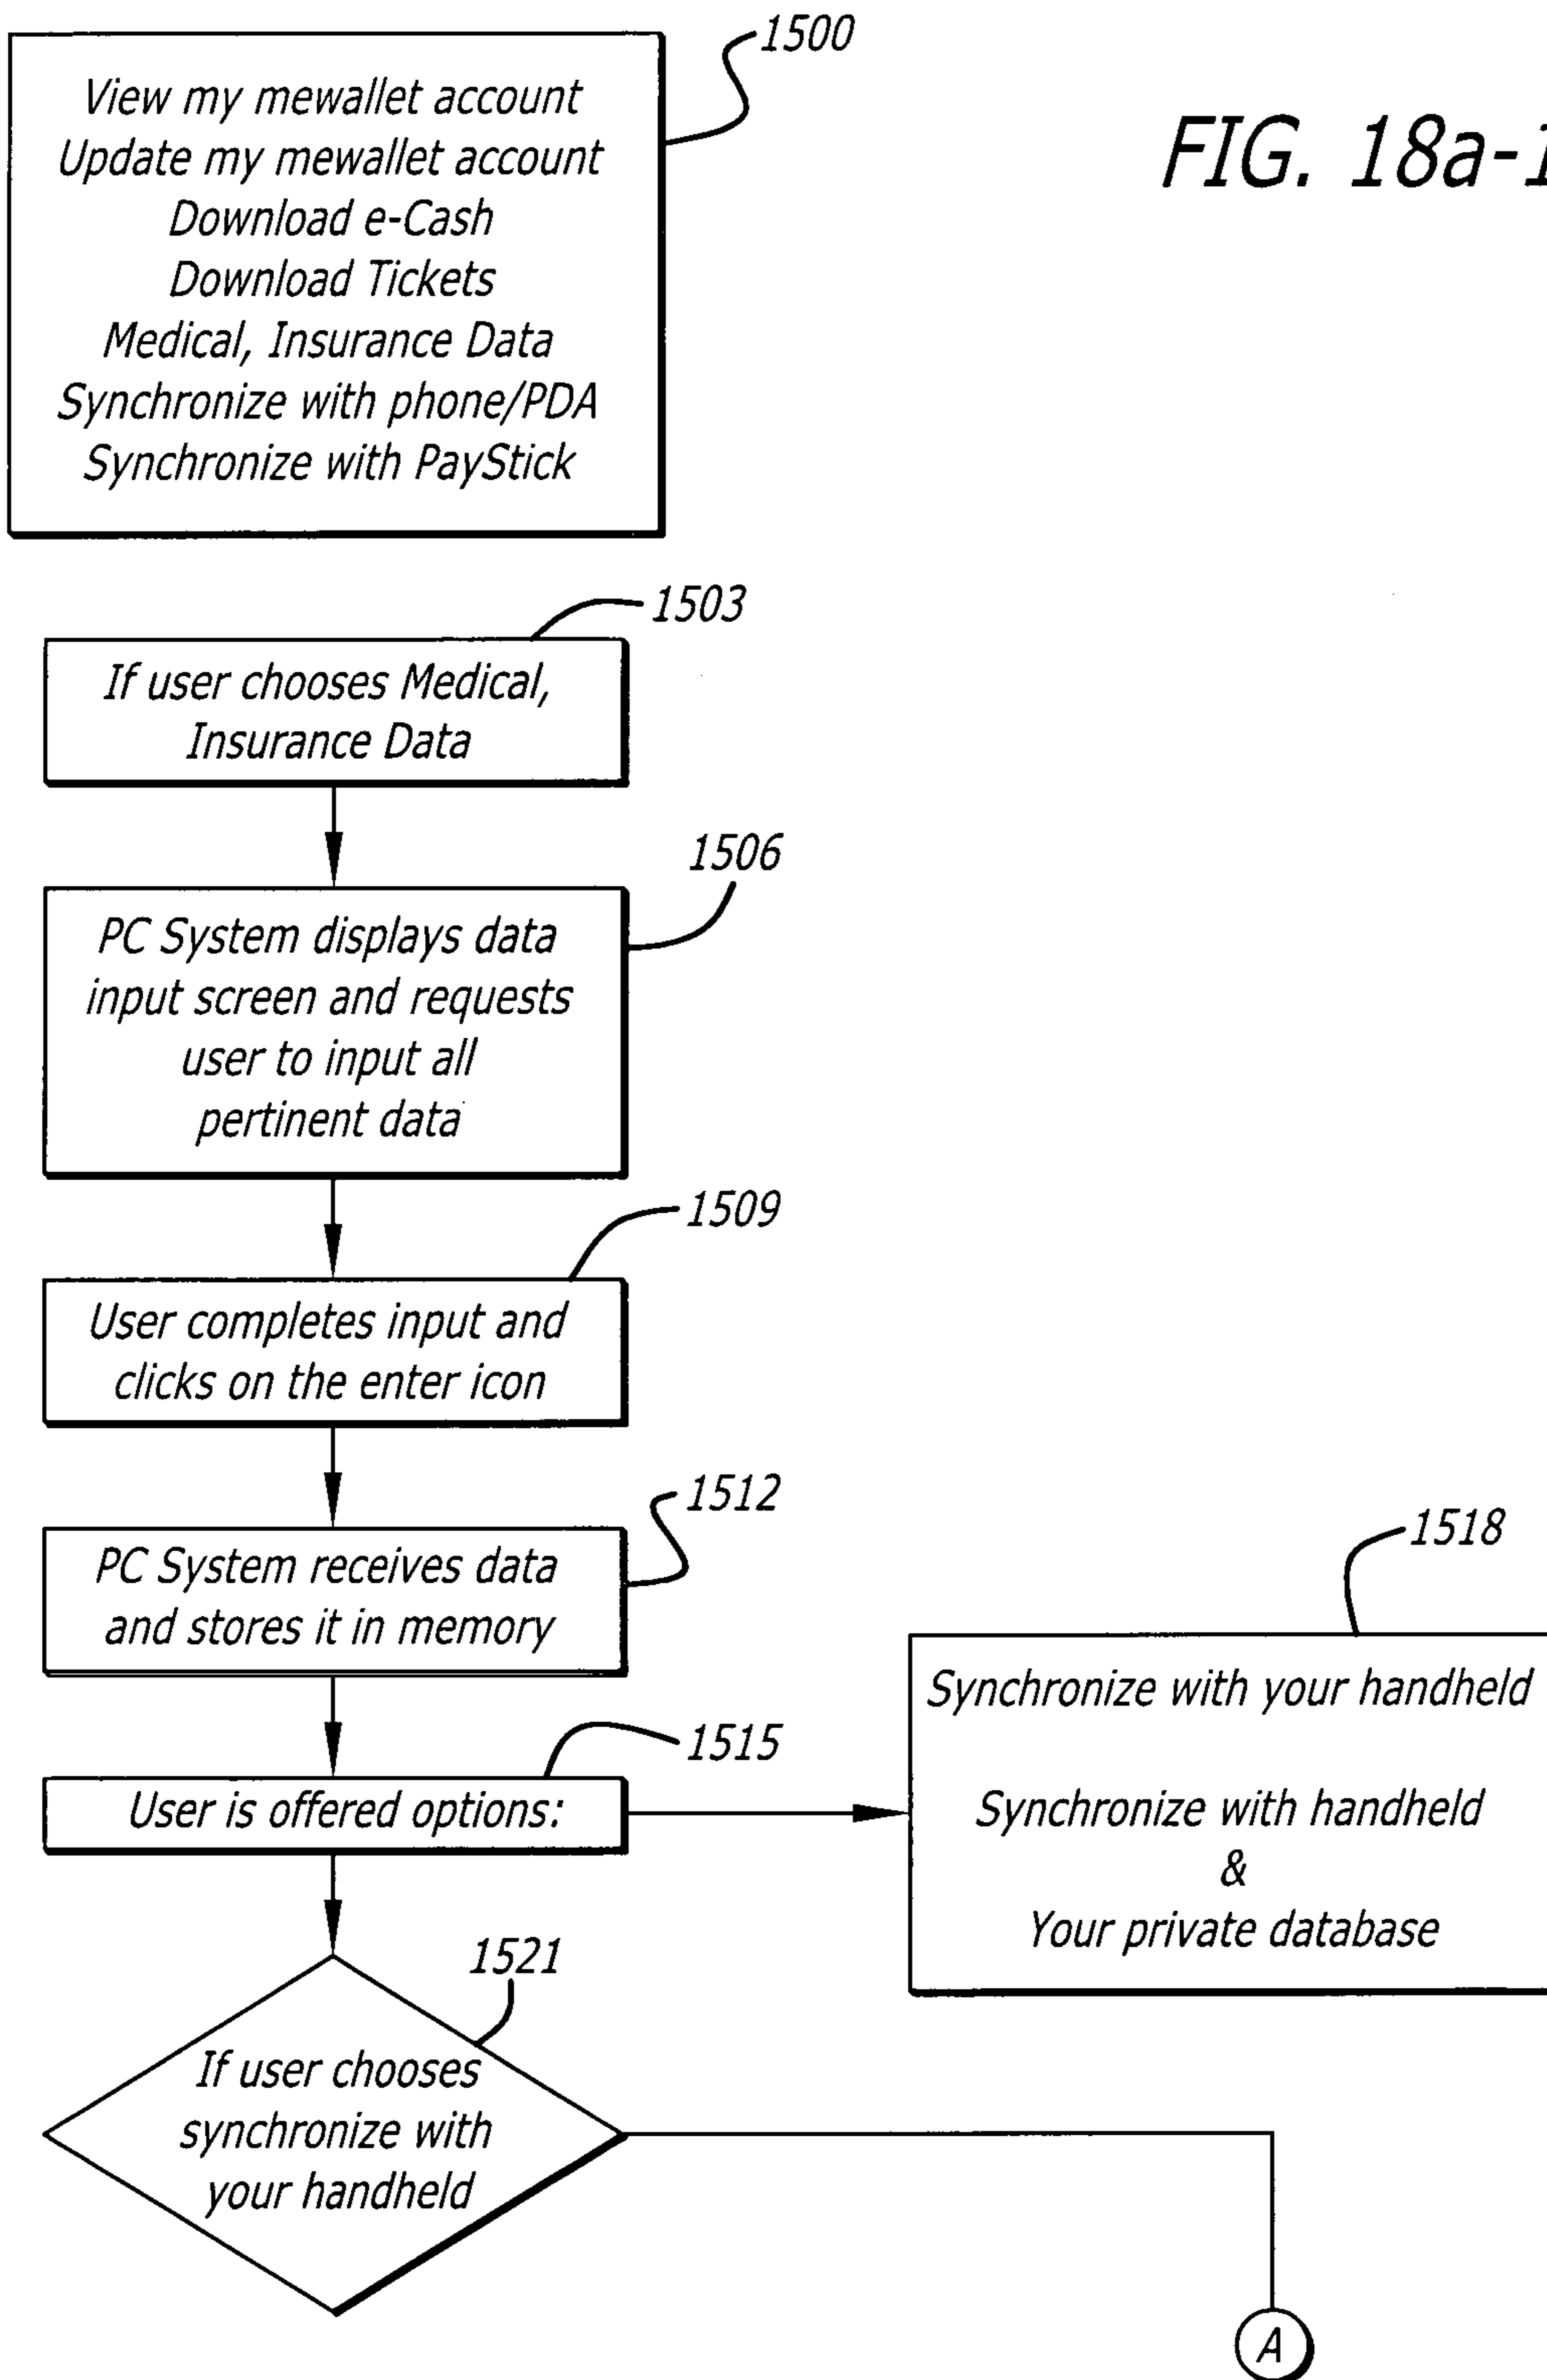 1500
FIG. 18a-1
View my mewallet account
Update my mewallet account
Download e-Cash
Download Tickets
Medical, Insurance Data
Synchronize with phone/PDA
Synchronize with PayStick
1503
If user chooses Medical,
Insurance Data
1506
PC System displays data
input screen and requests
user to input all
pertinent data
1509
User completes input and
clicks on the enter icon
1512
PC System receives data
and stores it in memory
1515
User is offered options:
1518
Synchronize with your handheld
Synchronize with handheld
&
Your private database
1521
If user chooses
synchronize with
your handheld
A